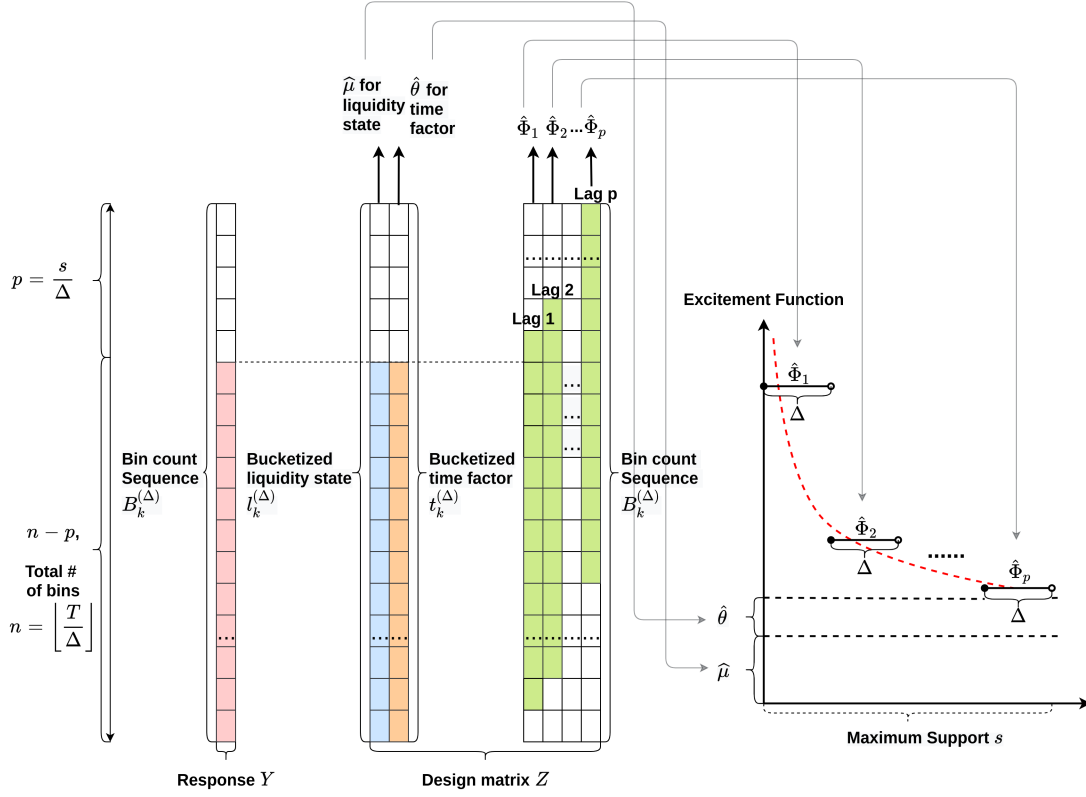 μ̂ for
liquidity
state
θ̂ for
time
factor
Φ̂₁ Φ̂₂ ... Φ̂ₚ
Lag p
............
Lag 2
Lag 1
...
...
...
p = s/Δ
Bin count
Sequence
B_k^(Δ)
Bucketized
liquidity state
l_k^(Δ)
Bucketized
time factor
t_k^(Δ)
Bin count
Sequence
B_k^(Δ)
n − p,
Total #
of bins
n = ⌊T/Δ⌋
...
......
............
Response Y
Design matrix Z
Excitement Function
Φ̂₁
Δ
Φ̂₂
Δ
......
Φ̂ₚ
Δ
θ̂
μ̂
Maximum Support s